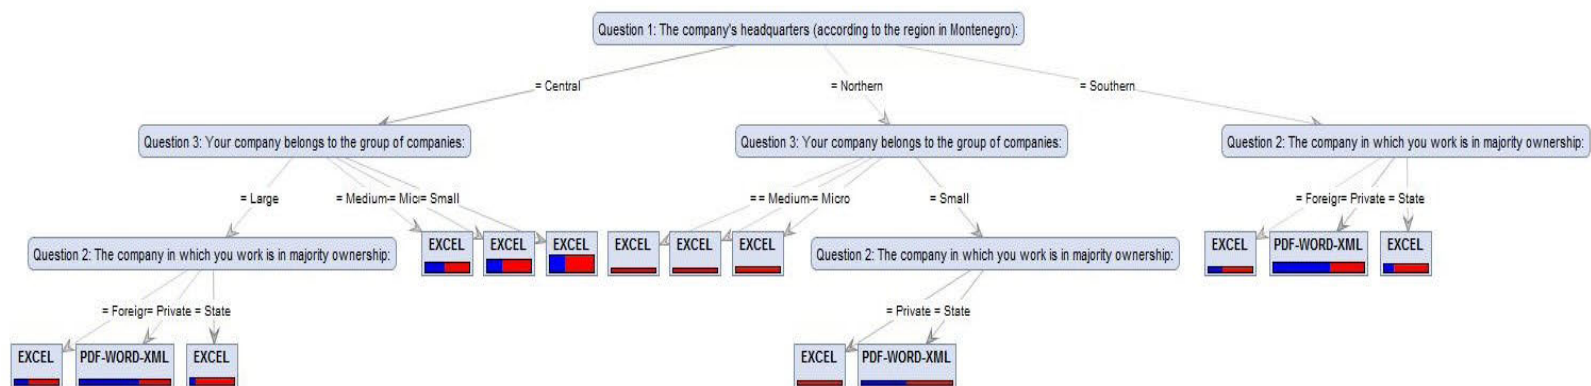 Question 1: The company's headquarters (according to the region in Montenegro):
= Central
= Northern
= Southern
Question 3: Your company belongs to the group of companies:
Question 3: Your company belongs to the group of companies:
Question 2: The company in which you work is in majority ownership:
= Large
= Medium
= Micr
= Small
= = Medium
= Micro
= Small
= Foreigr
= Private
= State
Question 2: The company in which you work is in majority ownership:
EXCEL
EXCEL
EXCEL
EXCEL
EXCEL
EXCEL
Question 2: The company in which you work is in majority ownership:
EXCEL
PDF-WORD-XML
EXCEL
= Foreigr
= Private
= State
= Private
= State
EXCEL
PDF-WORD-XML
EXCEL
EXCEL
PDF-WORD-XML